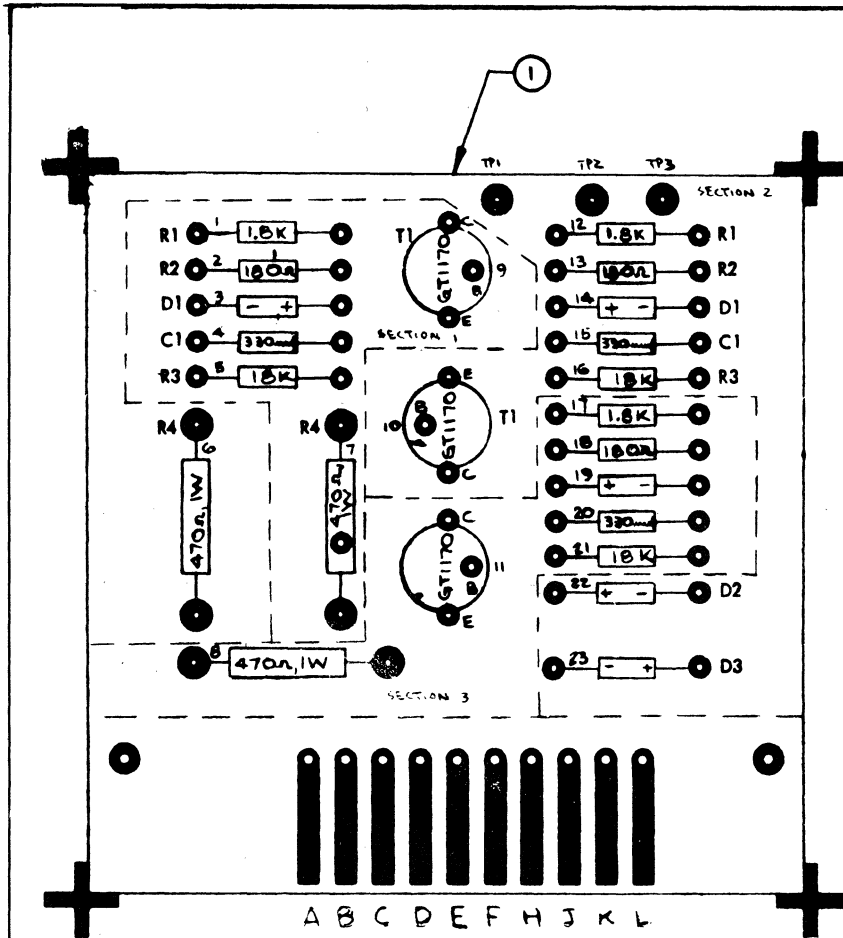 1
TP1 TP2 TP3
SECTION 2
R1 1 1.8K
R2 2 180Ω
D1 3 - +
C1 4
R3 5 18K
T1 C GT1170 9 B E
SECTION 1
12 1.8K R1
13 180Ω R2
14 + - D1
15 C1
16 18K R3
R4 6 470Ω, 1W
R4 7 470Ω 1W
10 B E GT1170 C T1
17 1.8K
18 180Ω
19 + -
20
21 18K
C GT1170 11 B E
22 + - D2
8 470Ω, 1W
23 - + D3
SECTION 3
A B C D E F H J K L